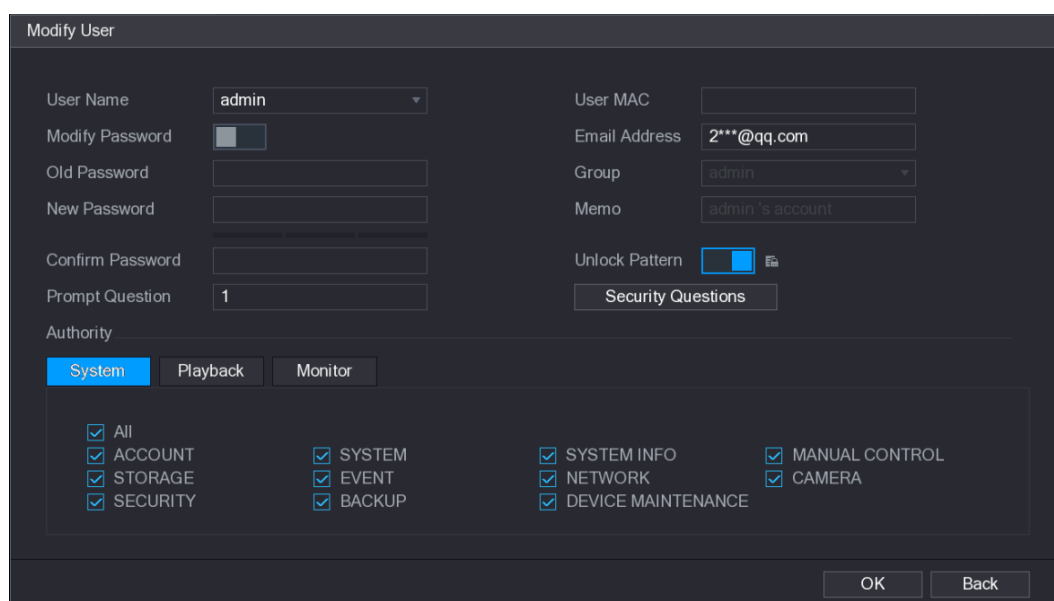 Modify User
User Name admin User MAC
Modify Password Email Address 2***@qq.com
Old Password Group admin
New Password Memo admin 's account
Confirm Password Unlock Pattern
Prompt Question 1 Security Questions
Authority
System Playback Monitor
All
ACCOUNT SYSTEM SYSTEM INFO MANUAL CONTROL
STORAGE EVENT NETWORK CAMERA
SECURITY BACKUP DEVICE MAINTENANCE
OK Back